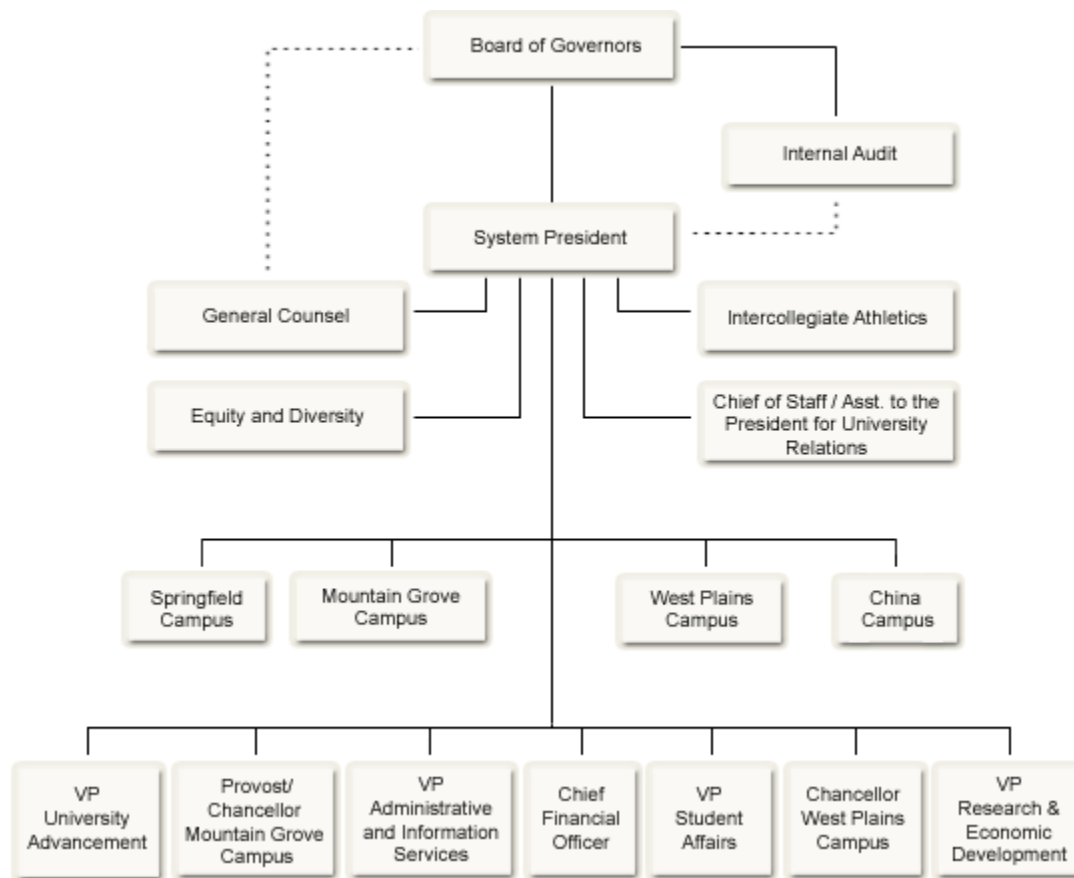 Board of Governors
Internal Audit
System President
General Counsel
Intercollegiate Athletics
Equity and Diversity
Chief of Staff / Asst. to the
President for University
Relations
Springfield
Campus
Mountain Grove
Campus
West Plains
Campus
China
Campus
VP
University
Advancement
Provost/
Chancellor
Mountain Grove
Campus
VP
Administrative
and Information
Services
Chief
Financial
Officer
VP
Student
Affairs
Chancellor
West Plains
Campus
VP
Research &
Economic
Development